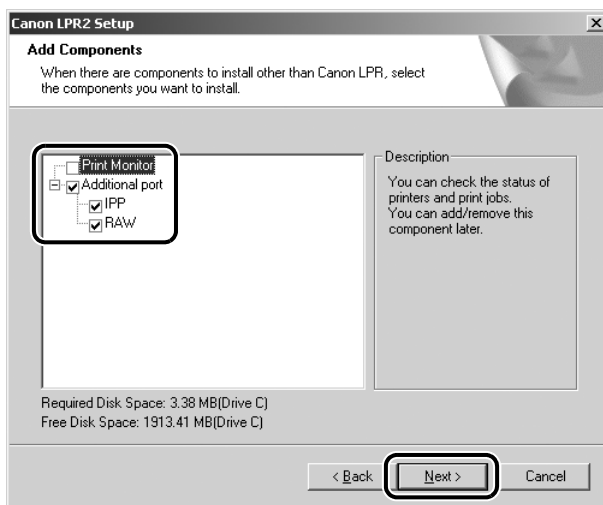 Canon LPR2 Setup
Add Components
When there are components to install other than Canon LPR, select
the components you want to install.
Print Monitor
Additional port
IPP
RAW
Description
You can check the status of
printers and print jobs.
You can add/remove this
component later.
Required Disk Space: 3.38 MB(Drive C)
Free Disk Space: 1913.41 MB(Drive C)
< Back
Next >
Cancel